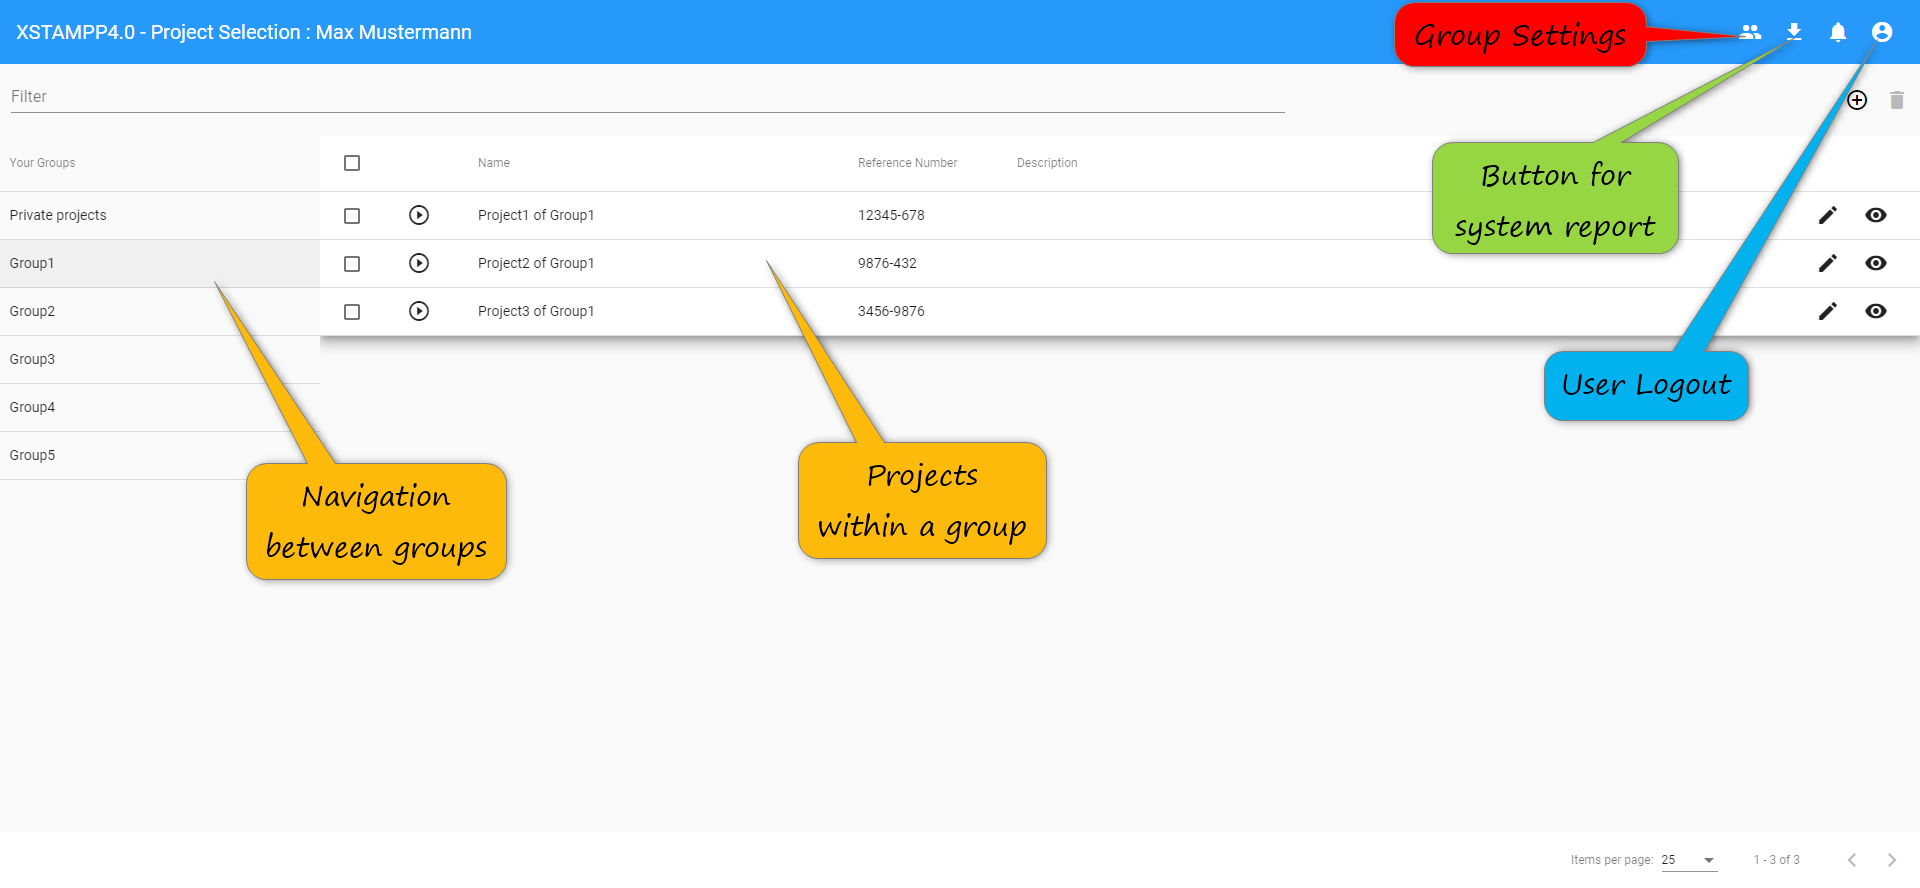 XSTAMPP4.0 - Project Selection : Max Mustermann
Group Settings
Filter
Your Groups
Name
Reference Number
Description
Button for
system report
Private projects
Project1 of Group1
12345-678
Group1
Project2 of Group1
9876-432
Group2
Project3 of Group1
3456-9876
Group3
User Logout
Group4
Group5
Navigation
between groups
Projects
within a group
Items per page:
25
1 - 3 of 3